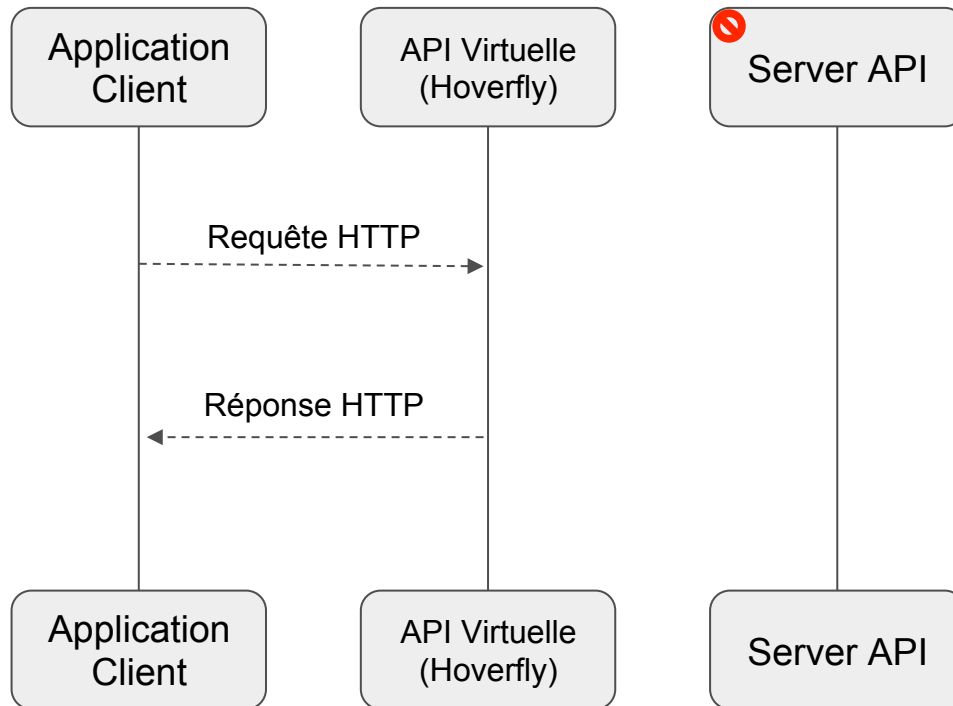 Application
Client
API Virtuelle
(Hoverfly)
Server API
Requête HTTP
Réponse HTTP
Application
Client
API Virtuelle
(Hoverfly)
Server API